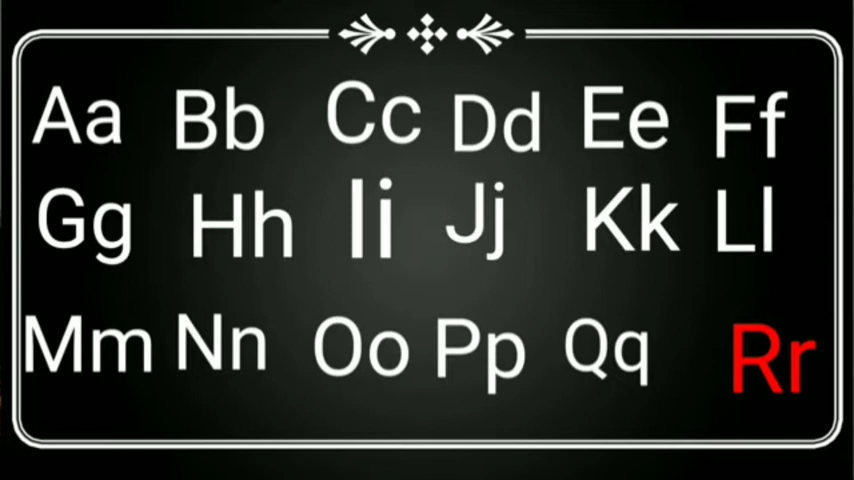 Aa Bb Cc Dd Ee Ff
Gg Hh Ii Jj Kk Ll
Mm Nn Oo Pp Qq Rr